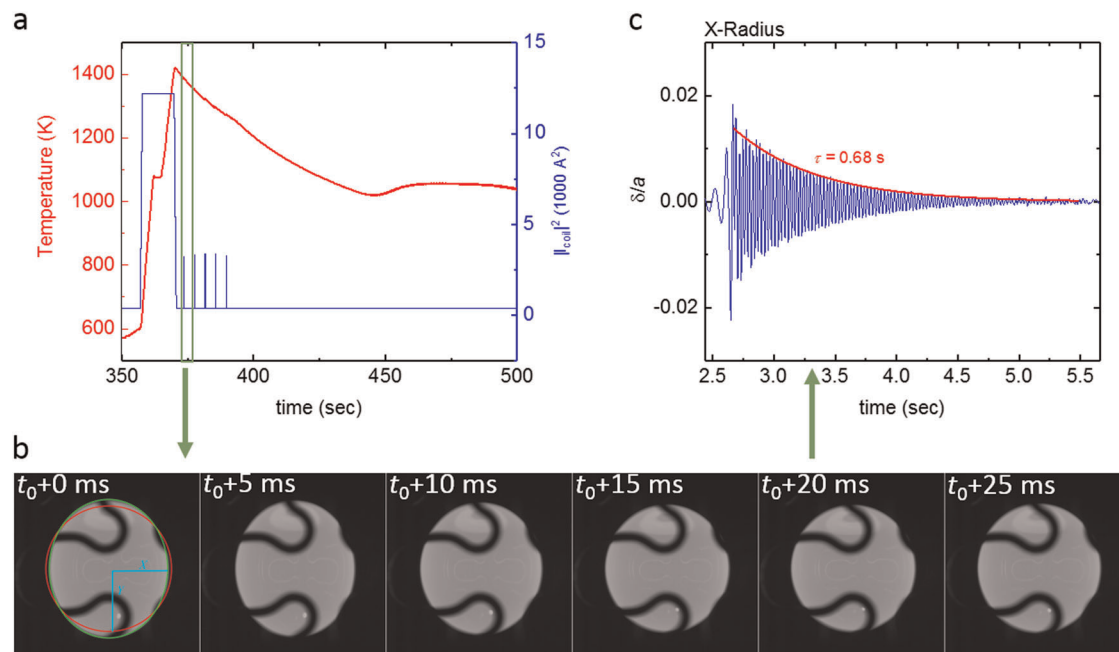 a
Temperature (K)
1400
1200
1000
800
600
15
10
5
0
|I_coil|² (1000 A²)
350
400
450
500
time (sec)
c
X-Radius
δ/a
0.02
0.00
-0.02
τ = 0.68 s
2.5
3.0
3.5
4.0
4.5
5.0
5.5
time (sec)
b
t₀+0 ms
t₀+5 ms
t₀+10 ms
t₀+15 ms
t₀+20 ms
t₀+25 ms